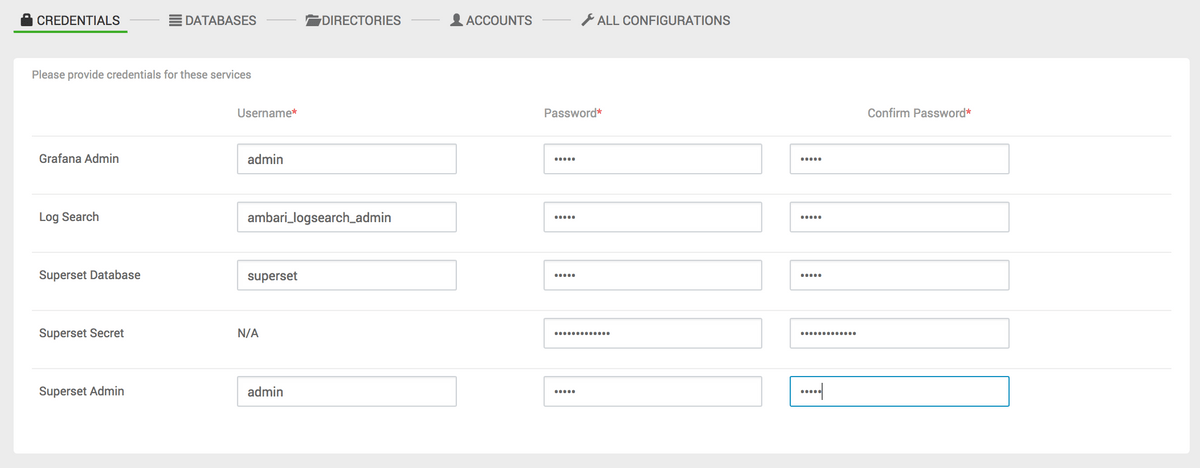 CREDENTIALS DATABASES DIRECTORIES ACCOUNTS ALL CONFIGURATIONS
Please provide credentials for these services
Username* Password* Confirm Password*
Grafana Admin admin ••••• •••••
Log Search ambari_logsearch_admin ••••• •••••
Superset Database superset ••••• •••••
Superset Secret N/A ••••••••••••• •••••••••••••
Superset Admin admin ••••• •••••